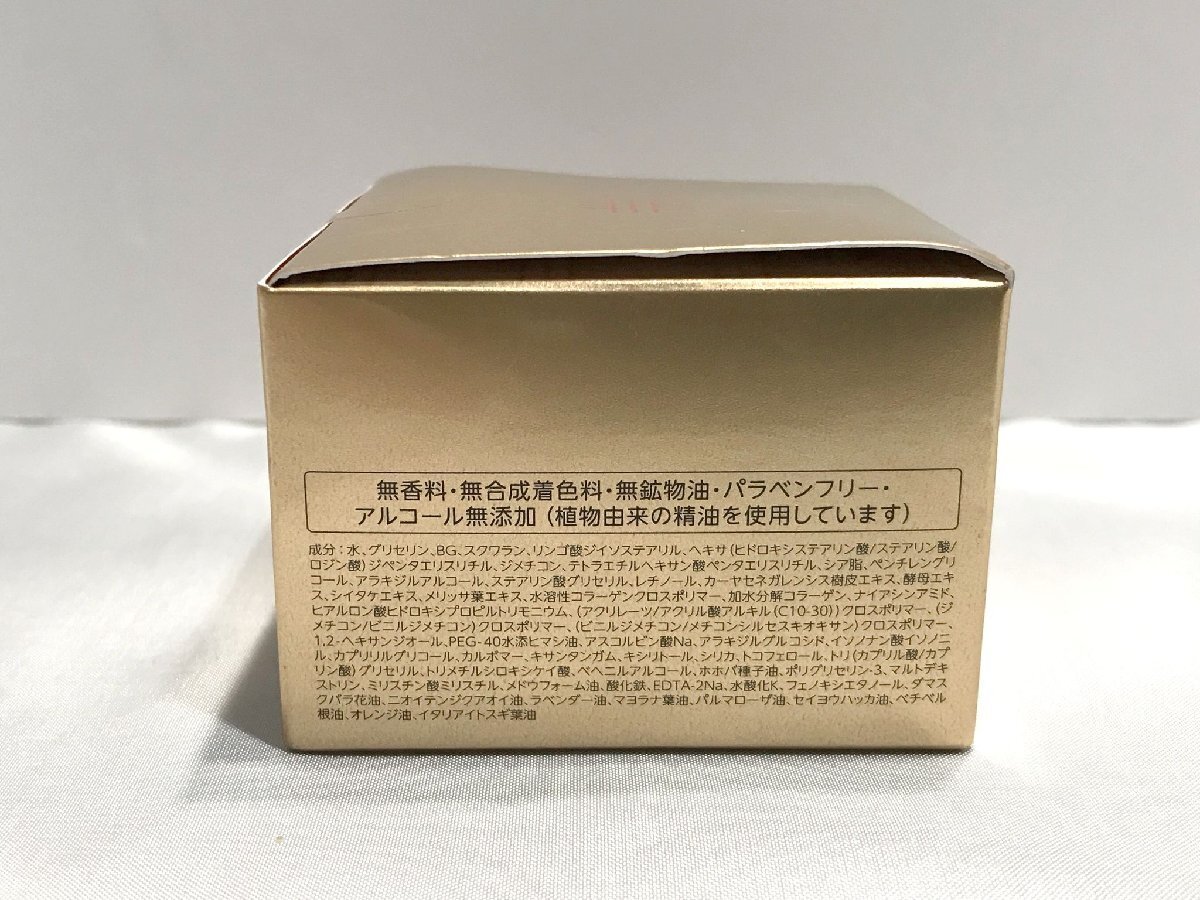 無香料・無合成着色料・無鉱物油・パラベンフリー・
アルコール無添加（植物由来の精油を使用しています）
成分：水、グリセリン、BG、スクワラン、リンゴ酸ジイソステアリル、ヘキサ（ヒドロキシステアリン酸/ステアリン酸/
ロジン酸）ジペンタエリスリチル、ジメチコン、テトラエチルヘキサン酸ペンタエリスリチル、シア脂、ペンチレングリ
コール、アラキジルアルコール、ステアリン酸グリセリル、レチノール、カーヤセネガレンシス樹皮エキス、酵母エキ
ス、シイタケエキス、メリッサ葉エキス、水溶性コラーゲンクロスポリマー、加水分解コラーゲン、ナイアシンアミド、
ヒアルロン酸ヒドロキシプロピルトリモニウム、（アクリレーツ/アクリル酸アルキル（C10-30））クロスポリマー、（ジ
メチコン/ビニルジメチコン）クロスポリマー、（ビニルジメチコン/メチコンシルセスキオキサン）クロスポリマー、
1,2-ヘキサンジオール、PEG-40水添ヒマシ油、アスコルビン酸Na、アラキジルグルコシド、イソノナン酸イソノニ
ル、カプリリルグリコール、カルボマー、キサンタンガム、キシリトール、シリカ、トコフェロール、トリ（カプリル酸/カプ
リン酸）グリセリル、トリメチルシロキシケイ酸、ベヘニルアルコール、ホホバ種子油、ポリグリセリン-3、マルトデキ
ストリン、ミリスチン酸ミリスチル、メドウフォーム油、酸化鉄、EDTA-2Na、水酸化K、フェノキシエタノール、ダマス
クバラ花油、ニオイテンジクアオイ油、ラベンダー油、マヨラナ葉油、パルマローザ油、セイヨウハッカ油、ベチベル
根油、オレンジ油、イタリアイトスギ葉油